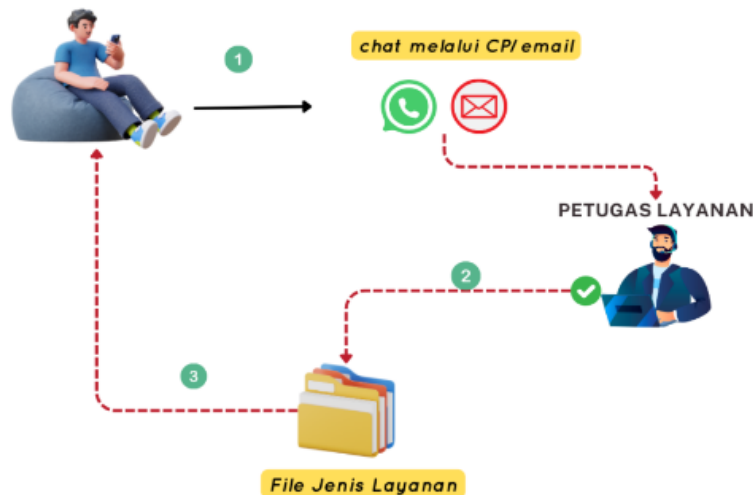 1
chat melalui CP/email
PETUGAS LAYANAN
2
3
File Jenis Layanan